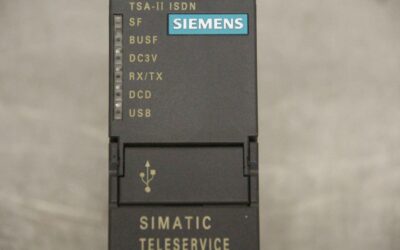 TSA-II ISDN
SF
SIEMENS
BUSF
DC3V
RX/TX
DCD
USB
SIMATIC
TELESERVICE